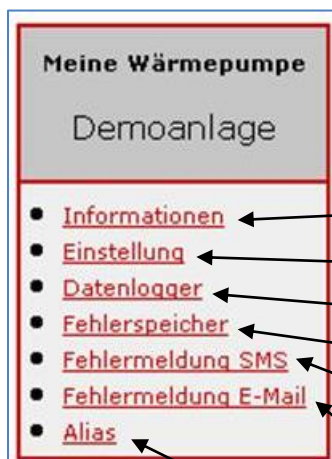 Meine Wärmepumpe
Demoanlage
Informationen
Einstellung
Datenlogger
Fehlerspeicher
Fehlermeldung SMS
Fehlermeldung E-Mail
Alias